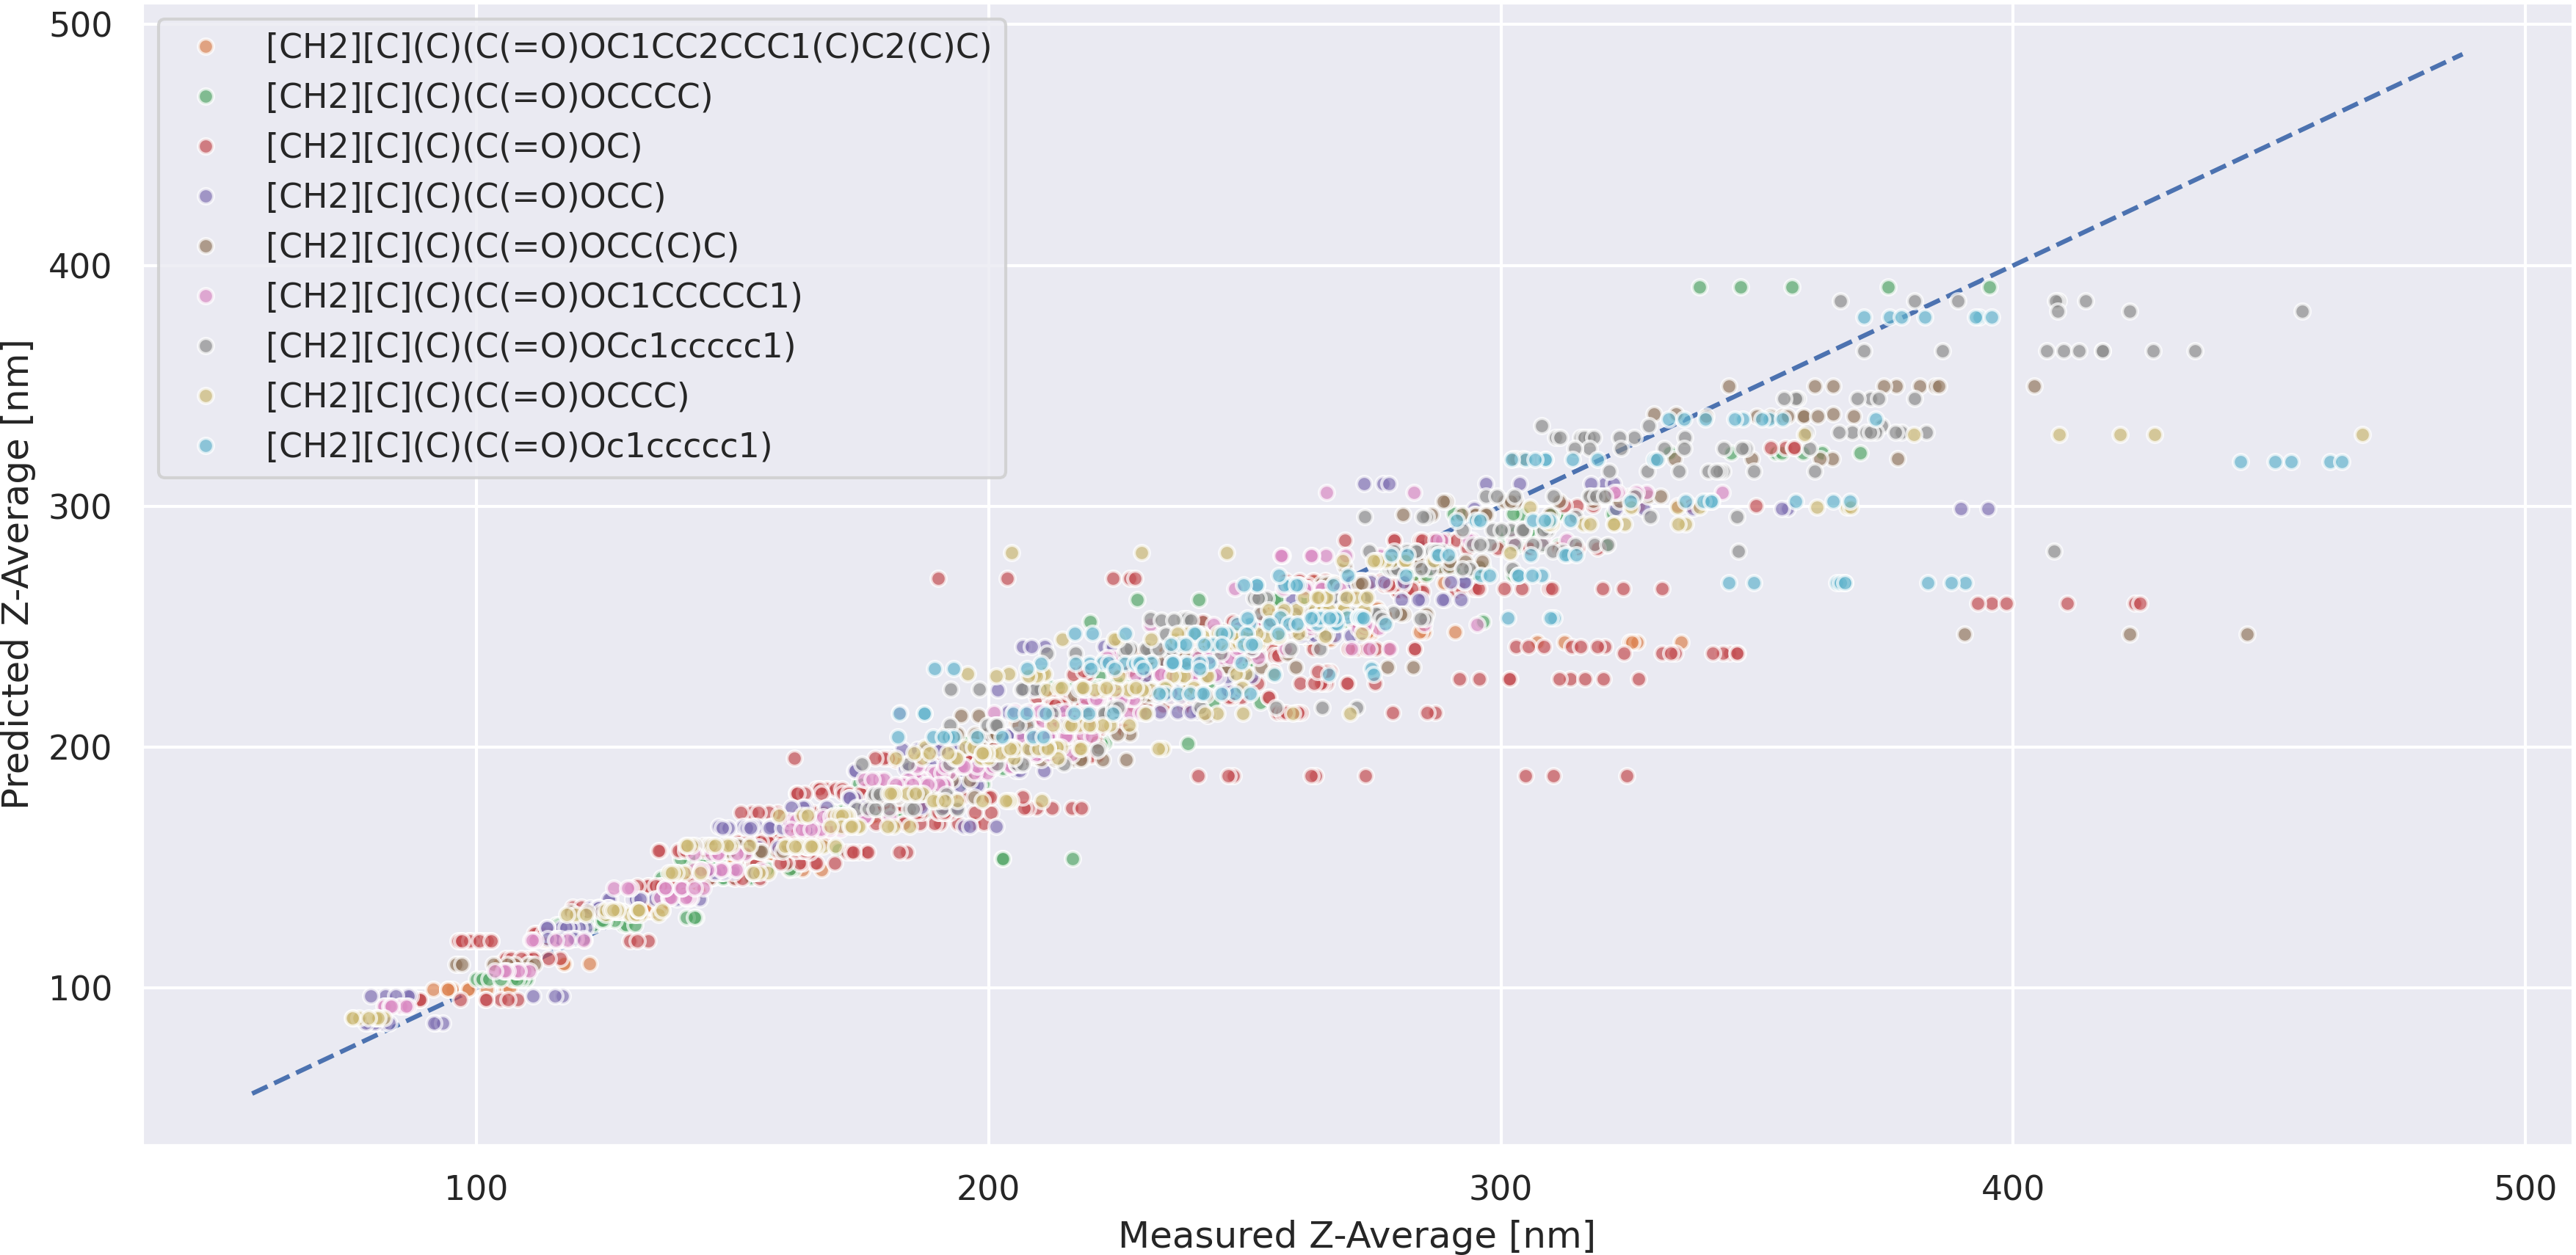 500
400
300
200
100
Predicted Z-Average [nm]
[CH2][C](C)(C(=O)OC1CC2CCC1(C)C2(C)C)
[CH2][C](C)(C(=O)OCCCC)
[CH2][C](C)(C(=O)OC)
[CH2][C](C)(C(=O)OCC)
[CH2][C](C)(C(=O)OCC(C)C)
[CH2][C](C)(C(=O)OC1CCCCC1)
[CH2][C](C)(C(=O)OCc1ccccc1)
[CH2][C](C)(C(=O)OCCC)
[CH2][C](C)(C(=O)Oc1ccccc1)
100 200 300 400 500
Measured Z-Average [nm]